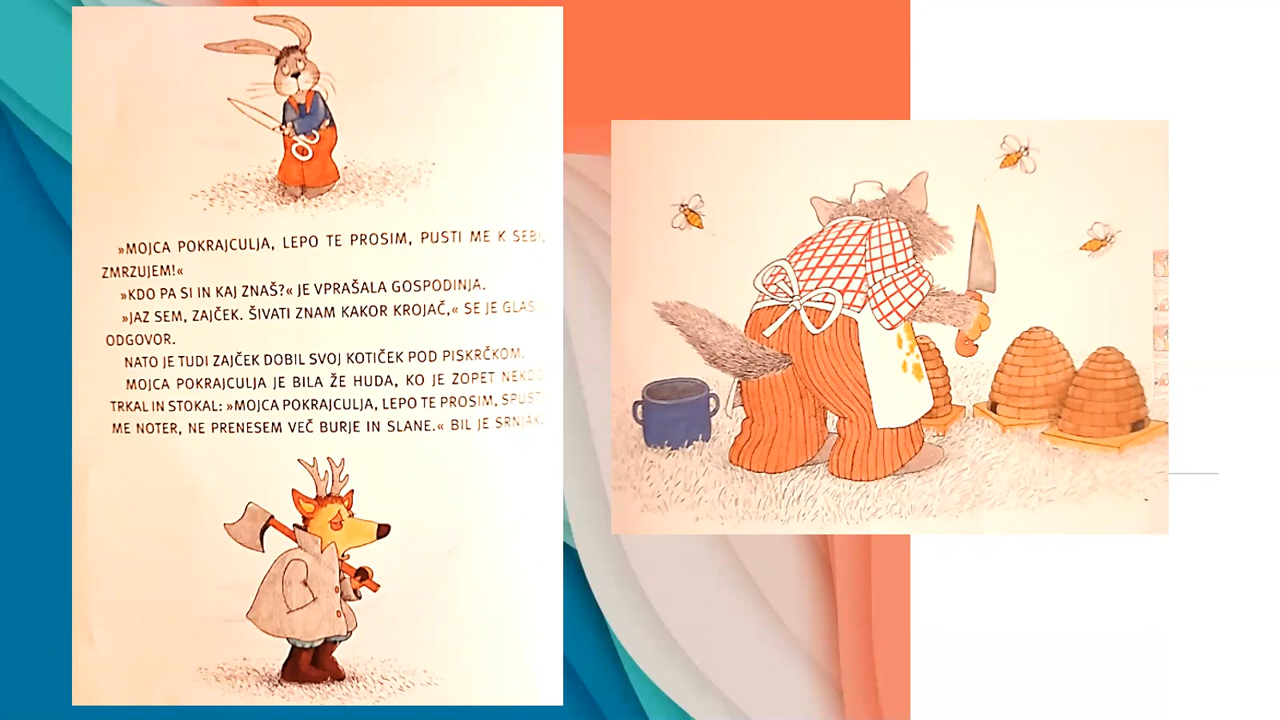 »MOJCA POKRAJCULJA, LEPO TE PROSIM, PUSTI ME K SEBI,
ZMRZUJEM!«
»KDO PA SI IN KAJ ZNAŠ?« JE VPRAŠALA GOSPODINJA.
»JAZ SEM, ZAJČEK. ŠIVATI ZNAM KAKOR KROJAČ,« SE JE GLAS
ODGOVOR.
NATO JE TUDI ZAJČEK DOBIL SVOJ KOTIČEK POD PISKRČKOM.
MOJCA POKRAJCULJA JE BILA ŽE HUDA, KO JE ZOPET NEKDO
TRKAL IN STOKAL: »MOJCA POKRAJCULJA, LEPO TE PROSIM, SPUST
ME NOTER, NE PRENESEM VEČ BURJE IN SLANE.« BIL JE SRNJAK.